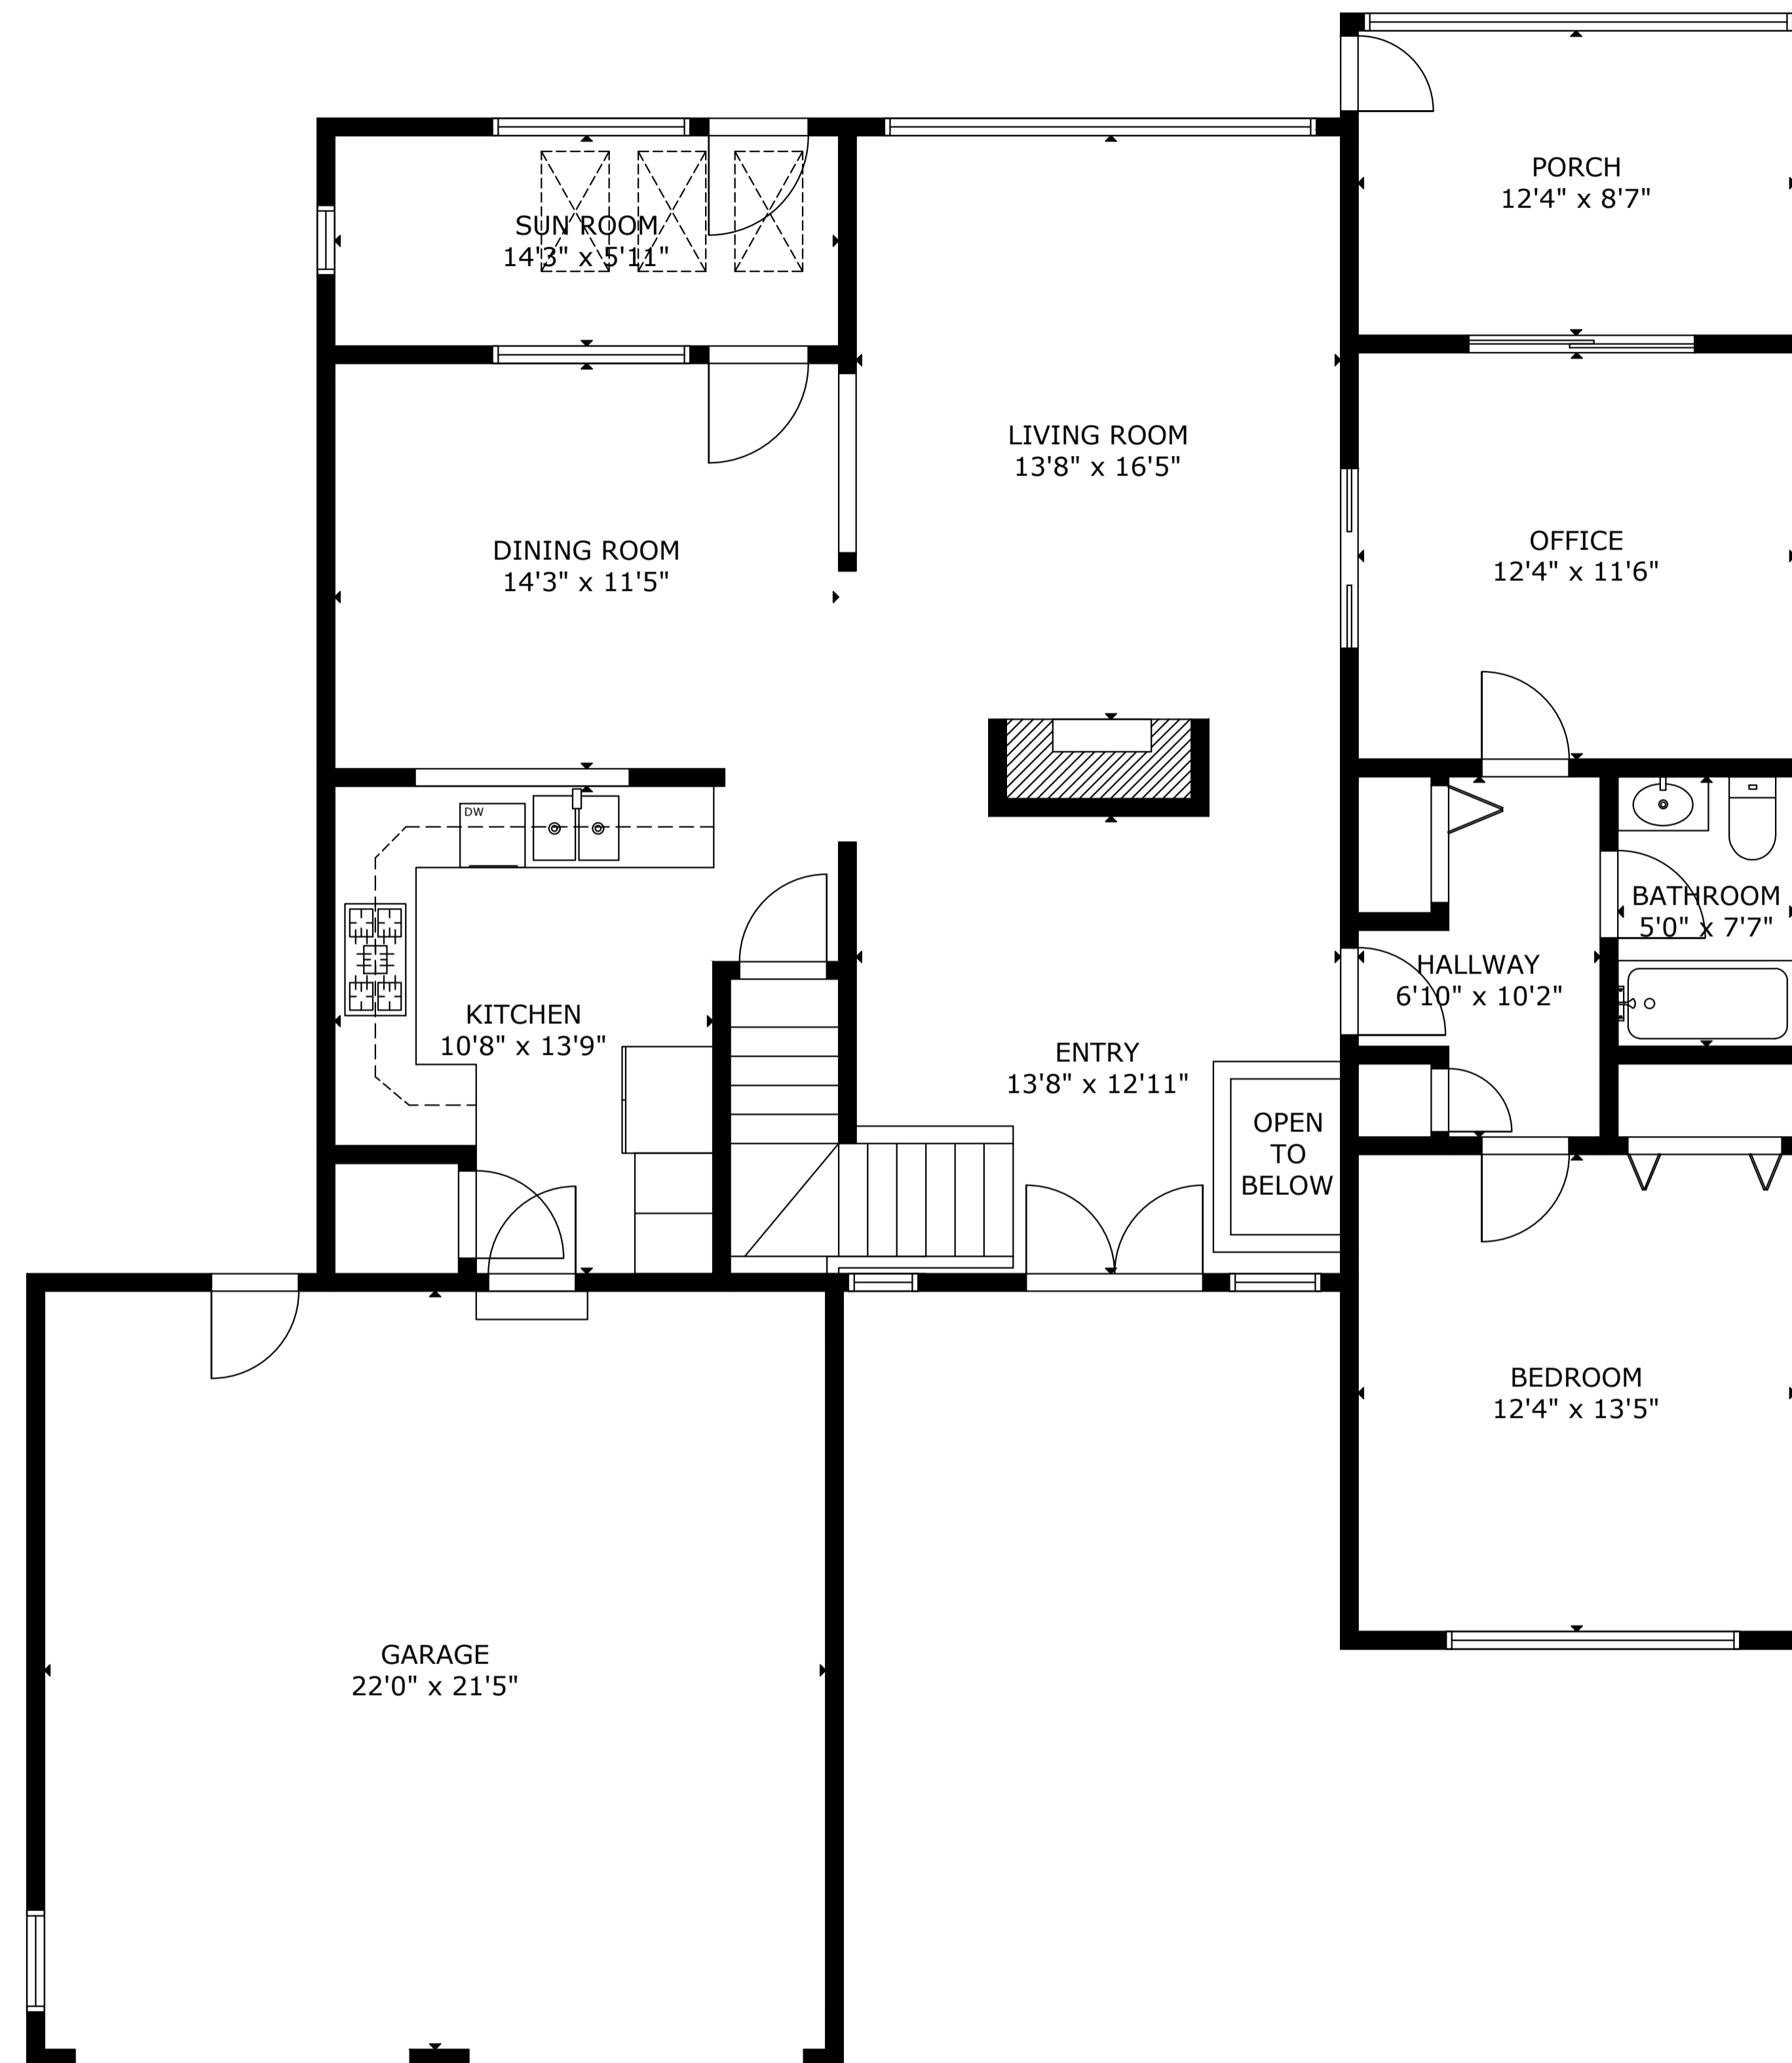 PORCH
12'4" x 8'7"
SUN ROOM
14'3" x 5'11"
LIVING ROOM
13'8" x 16'5"
DINING ROOM
14'3" x 11'5"
OFFICE
12'4" x 11'6"
DW
BATHROOM
5'0" x 7'7"
HALLWAY
6'10" x 10'2"
KITCHEN
10'8" x 13'9"
ENTRY
13'8" x 12'11"
OPEN
TO
BELOW
BEDROOM
12'4" x 13'5"
GARAGE
22'0" x 21'5"